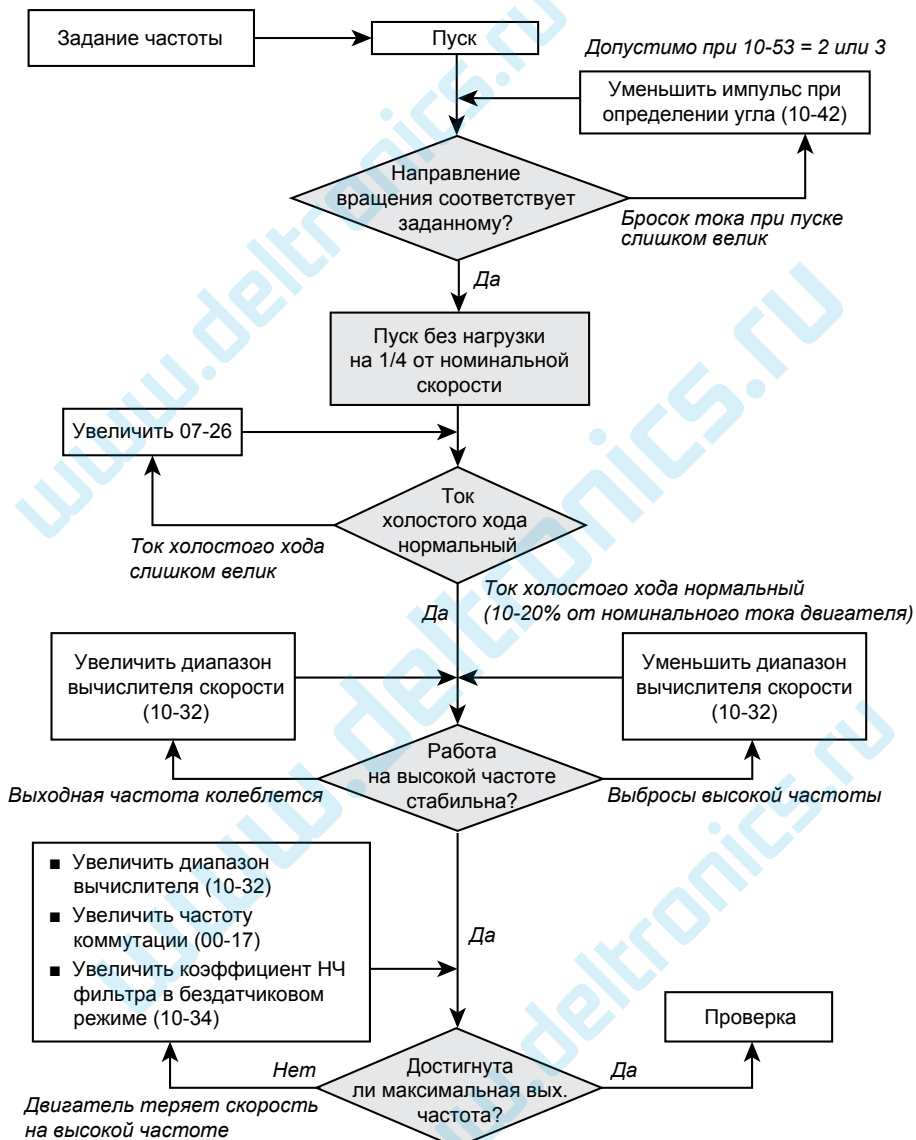 Задание частоты
Пуск
Допустимо при 10-53 = 2 или 3
Уменьшить импульс при
определении угла (10-42)
Направление
вращения соответствует
заданному?
Бросок тока при пуске
слишком велик
Да
Пуск без нагрузки
на 1/4 от номинальной
скорости
Увеличить 07-26
Ток
холостого хода
нормальный
Ток холостого хода
слишком велик
Ток холостого хода нормальный
(10-20% от номинального тока двигателя)
Да
Увеличить диапазон
вычислителя скорости
(10-32)
Уменьшить диапазон
вычислителя скорости
(10-32)
Работа
на высокой частоте
стабильна?
Выходная частота колеблется
Выбросы высокой частоты
■ Увеличить диапазон
вычислителя (10-32)
■ Увеличить частоту
коммутации (00-17)
■ Увеличить коэффициент НЧ
фильтра в бездатчиковом
режиме (10-34)
Да
Проверка
Достигнута
ли максимальная вых.
частота?
Нет
Да
Двигатель теряет скорость
на высокой частоте
www.deltronics.ru
www.deltronics.ru
www.deltronics.ru